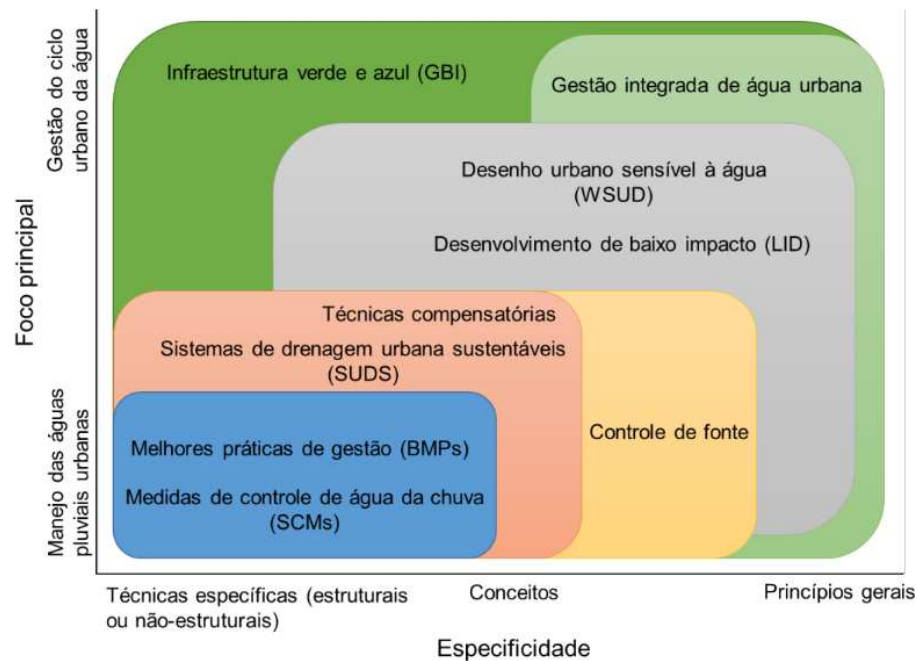 Gestão do ciclo
urbano da água
Foco principal
Manejo das águas
pluviais urbanas
Infraestrutura verde e azul (GBI)
Gestão integrada de água urbana
Desenho urbano sensível à água
(WSUD)
Desenvolvimento de baixo impacto (LID)
Técnicas compensatórias
Sistemas de drenagem urbana sustentáveis
(SUDS)
Controle de fonte
Melhores práticas de gestão (BMPs)
Medidas de controle de água da chuva
(SCMs)
Técnicas específicas (estruturais
ou não-estruturais)
Conceitos
Princípios gerais
Especificidade